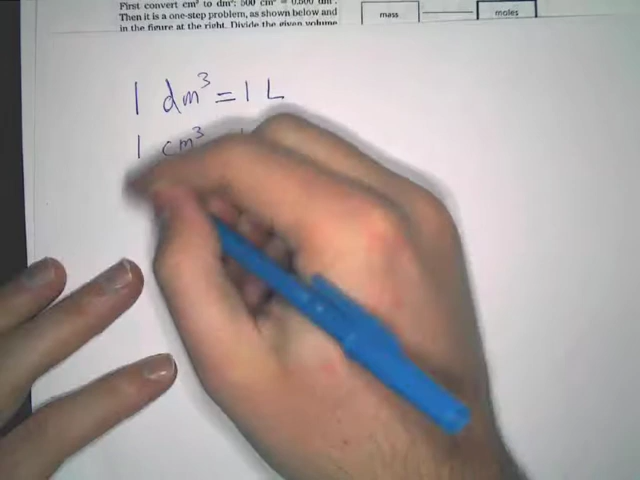 First convert cm³ to dm³: 500 cm³ = 0.500 dm³.
Then it is a one-step problem, as shown below and
in the figure at the right. Divide the given volume
mass
moles
1 dm³ = 1 L
1 cm³